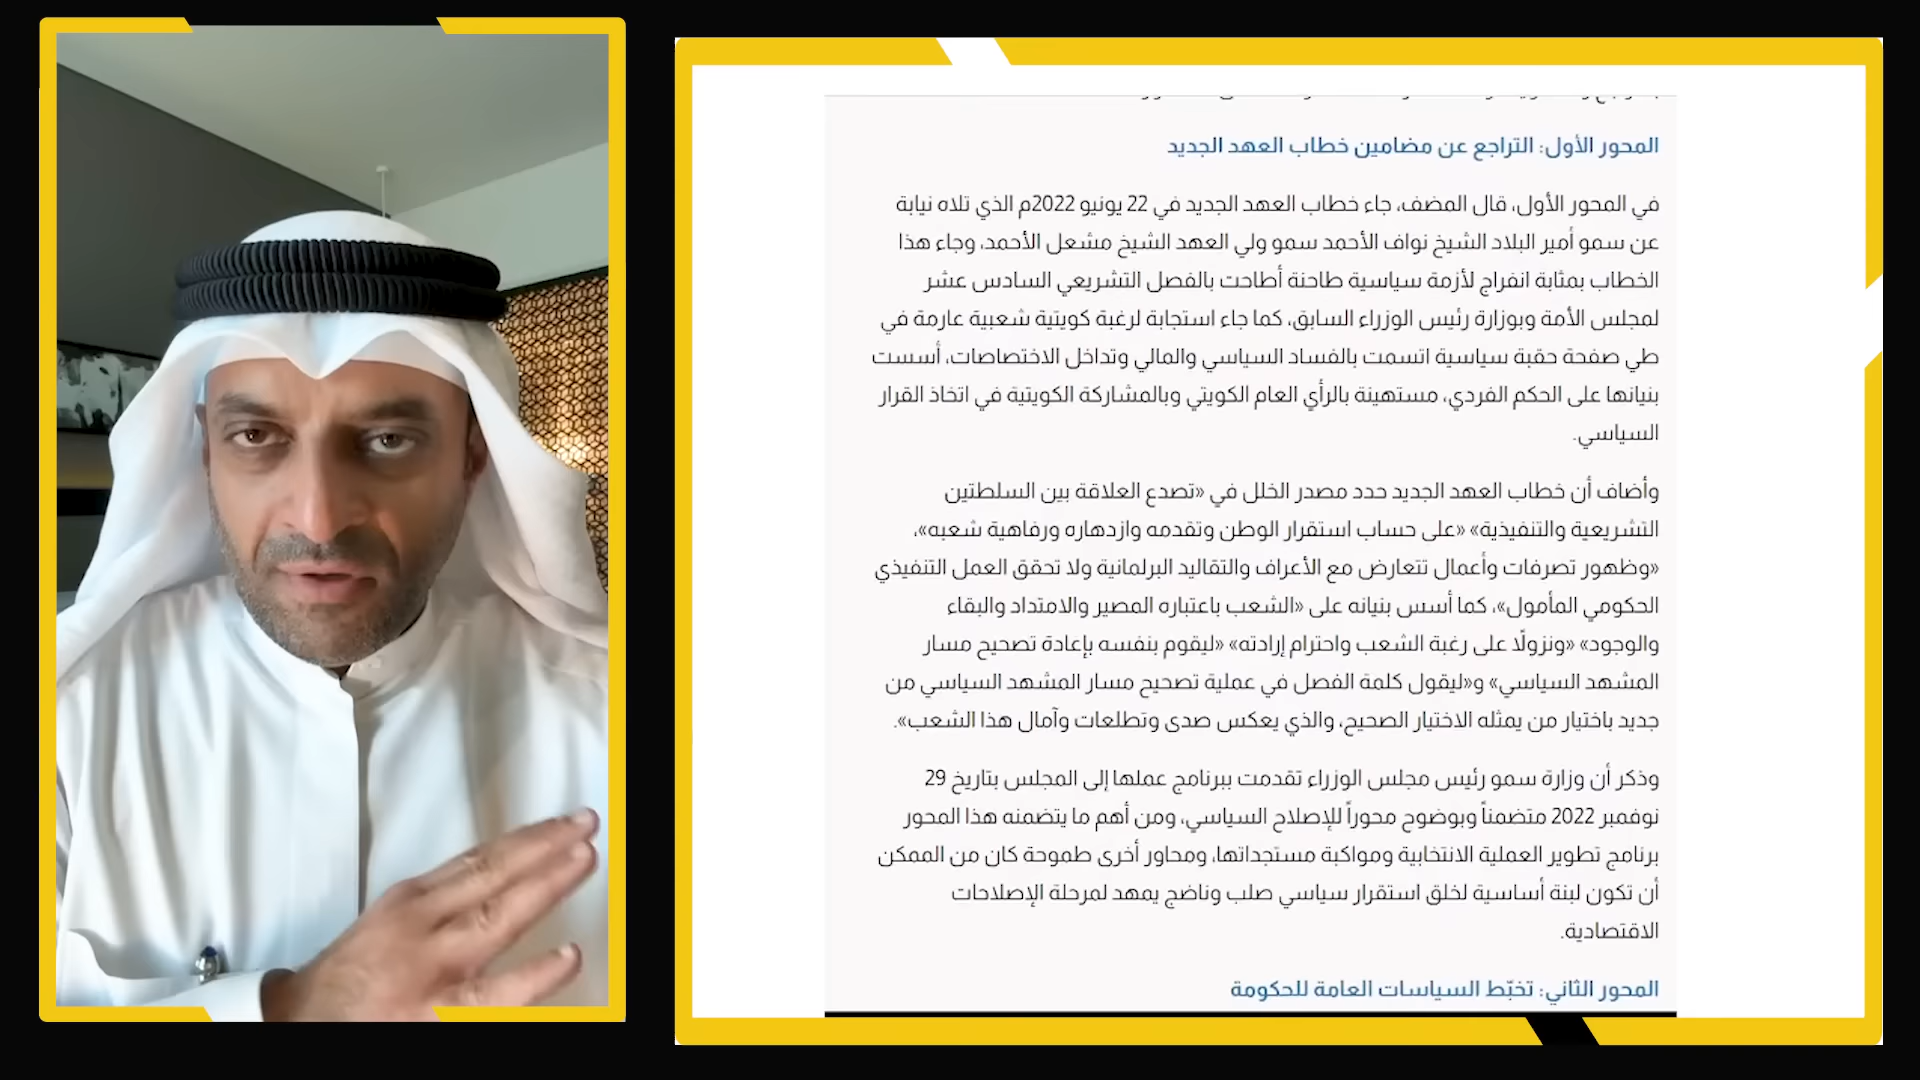 المحور الأول: التراجع عن مضامين خطاب العهد الجديد
في المحور الأول، قال المضف، جاء خطاب العهد الجديد في 22 يونيو 2022م الذي تلاه نيابة
عن سمو أمير البلاد الشيخ نواف الأحمد سمو ولي العهد الشيخ مشعل الأحمد، وجاء هذا
الخطاب بمثابة انفراج لأزمة سياسية طاحنة أطاحت بالفصل التشريعي السادس عشر
لمجلس الأمة وبوزارة رئيس الوزراء السابق، كما جاء استجابة لرغبة كويتية شعبية عارمة في
طي صفحة حقبة سياسية اتسمت بالفساد السياسي والمالي وتداخل الاختصاصات، أسست
بنيانها على الحكم الفردي، مستهينة بالرأي العام الكويتي وبالمشاركة الكويتية في اتخاذ القرار
السياسي.
وأضاف أن خطاب العهد الجديد حدد مصدر الخلل في «تصدع العلاقة بين السلطتين
التشريعية والتنفيذية» «على حساب استقرار الوطن وتقدمه وازدهاره ورفاهية شعبه»،
«وظهور تصرفات وأعمال تتعارض مع الأعراف والتقاليد البرلمانية ولا تحقق العمل التنفيذي
الحكومي المأمول»، كما أسس بنيانه على «الشعب باعتباره المصير والامتداد والبقاء
والوجود» «ونزولاً على رغبة الشعب واحترام إرادته» «ليقوم بنفسه بإعادة تصحيح مسار
المشهد السياسي» و«ليقول كلمة الفصل في عملية تصحيح مسار المشهد السياسي من
جديد باختيار من يمثله الاختيار الصحيح، والذي يعكس صدى وتطلعات وآمال هذا الشعب».
وذكر أن وزارة سمو رئيس مجلس الوزراء تقدمت ببرنامج عملها إلى المجلس بتاريخ 29
نوفمبر 2022 متضمناً وبوضوح محوراً للإصلاح السياسي، ومن أهم ما يتضمنه هذا المحور
برنامج تطوير العملية الانتخابية ومواكبة مستجداتها، ومحاور أخرى طموحة كان من الممكن
أن تكون لبنة أساسية لخلق استقرار سياسي صلب وناضج يمهد لمرحلة الإصلاحات
الاقتصادية.
المحور الثاني: تخبّط السياسات العامة للحكومة